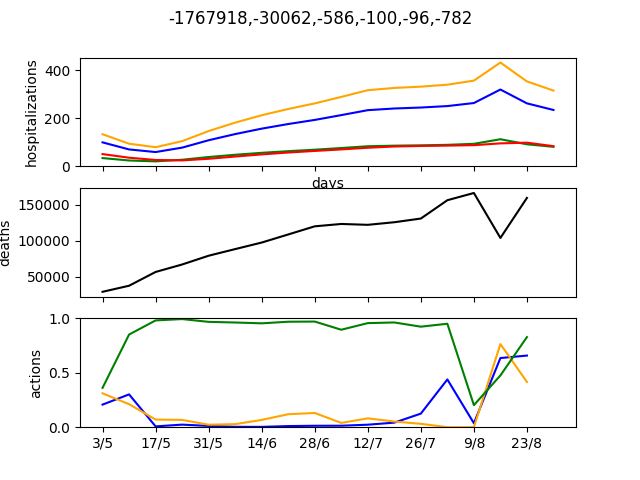 -1767918,-30062,-586,-100,-96,-782
hospitalizations
400
200
0
days
deaths
150000
100000
50000
actions
1.0
0.5
0.0
3/5 17/5 31/5 14/6 28/6 12/7 26/7 9/8 23/8